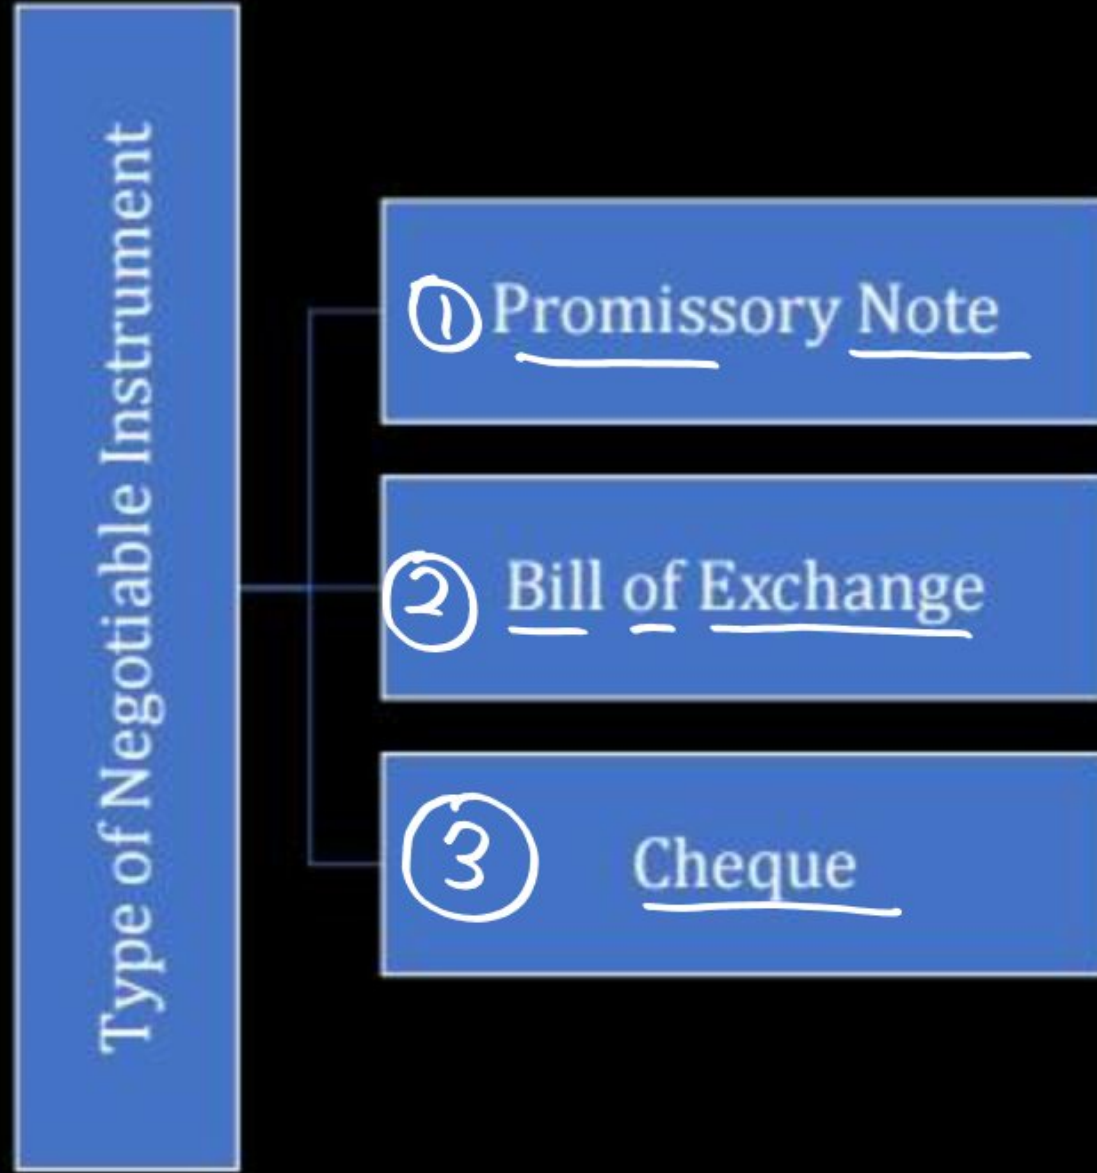 Type of Negotiable Instrument
① Promissory Note
② Bill of Exchange
③ Cheque